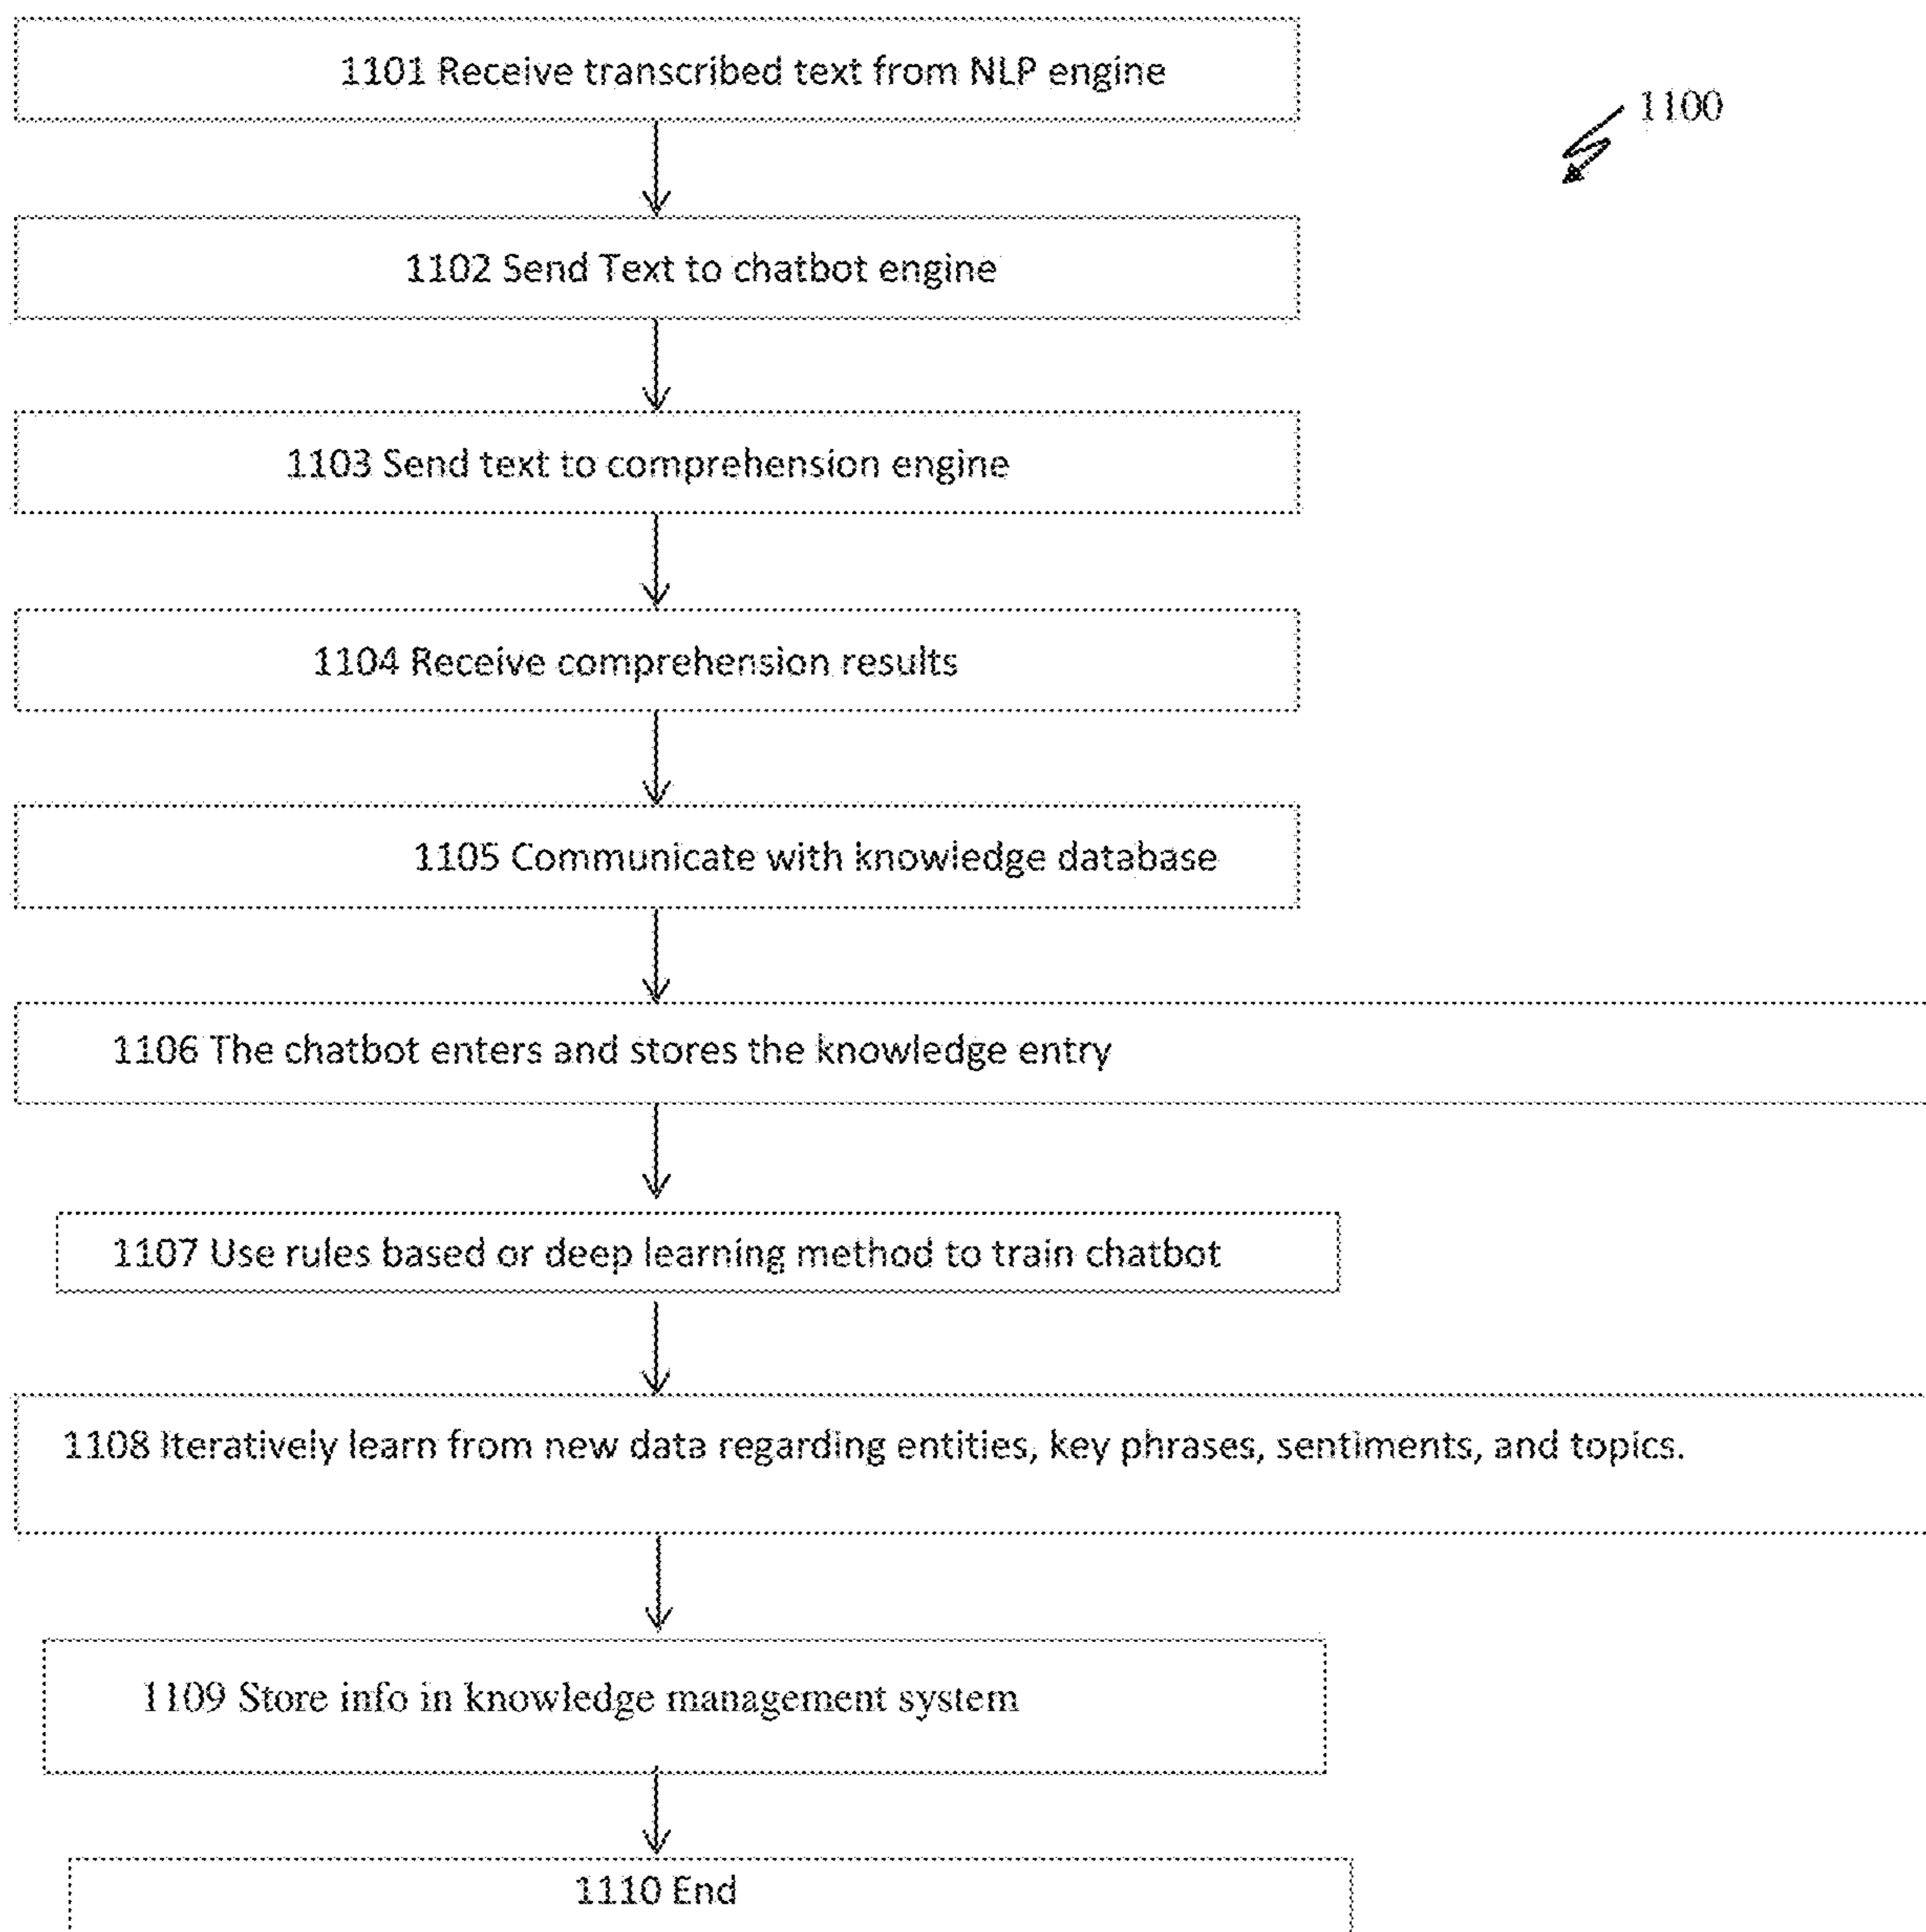 1101 Receive transcribed text from NLP engine
1100
1102 Send Text to chatbot engine
1103 Send text to comprehension engine
1104 Receive comprehension results
1105 Communicate with knowledge database
1106 The chatbot enters and stores the knowledge entry
1107 Use rules based or deep learning method to train chatbot
1108 Iteratively learn from new data regarding entities, key phrases, sentiments, and topics.
1109 Store info in knowledge management system
1110 End